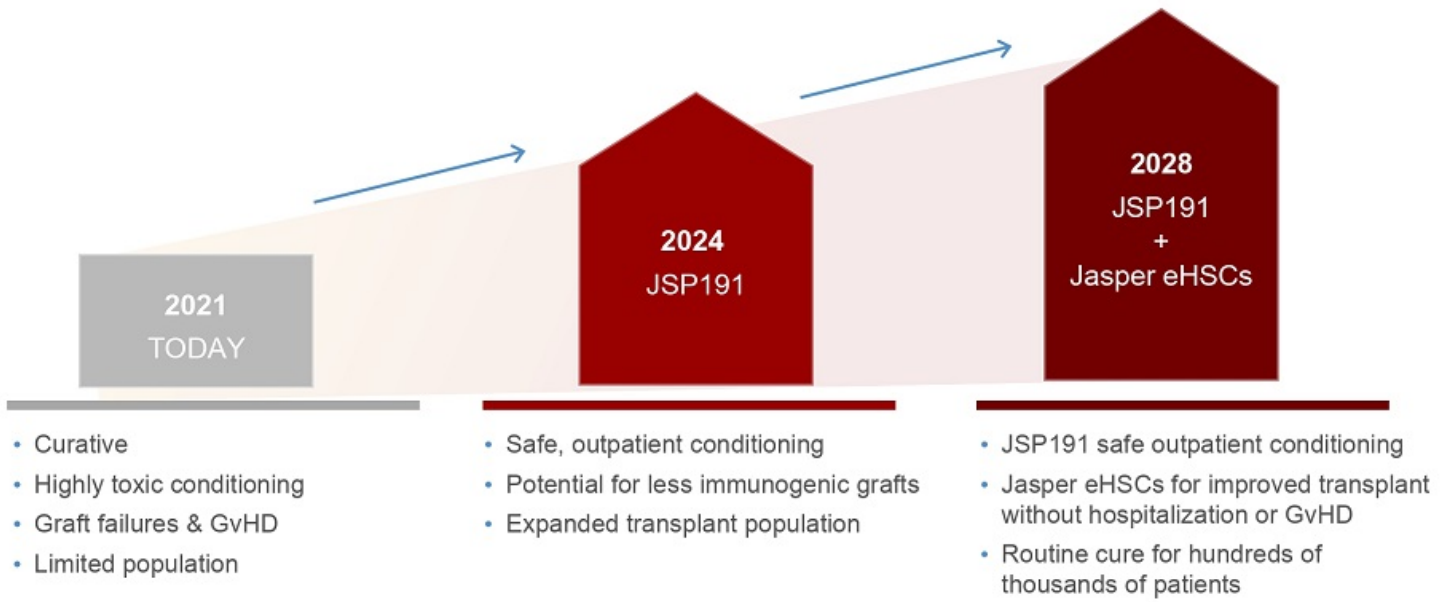 2021
TODAY
2024
JSP191
2028
JSP191
+
Jasper eHSCs
• Curative
• Highly toxic conditioning
• Graft failures & GvHD
• Limited population
• Safe, outpatient conditioning
• Potential for less immunogenic grafts
• Expanded transplant population
• JSP191 safe outpatient conditioning
• Jasper eHSCs for improved transplant
without hospitalization or GvHD
• Routine cure for hundreds of
thousands of patients